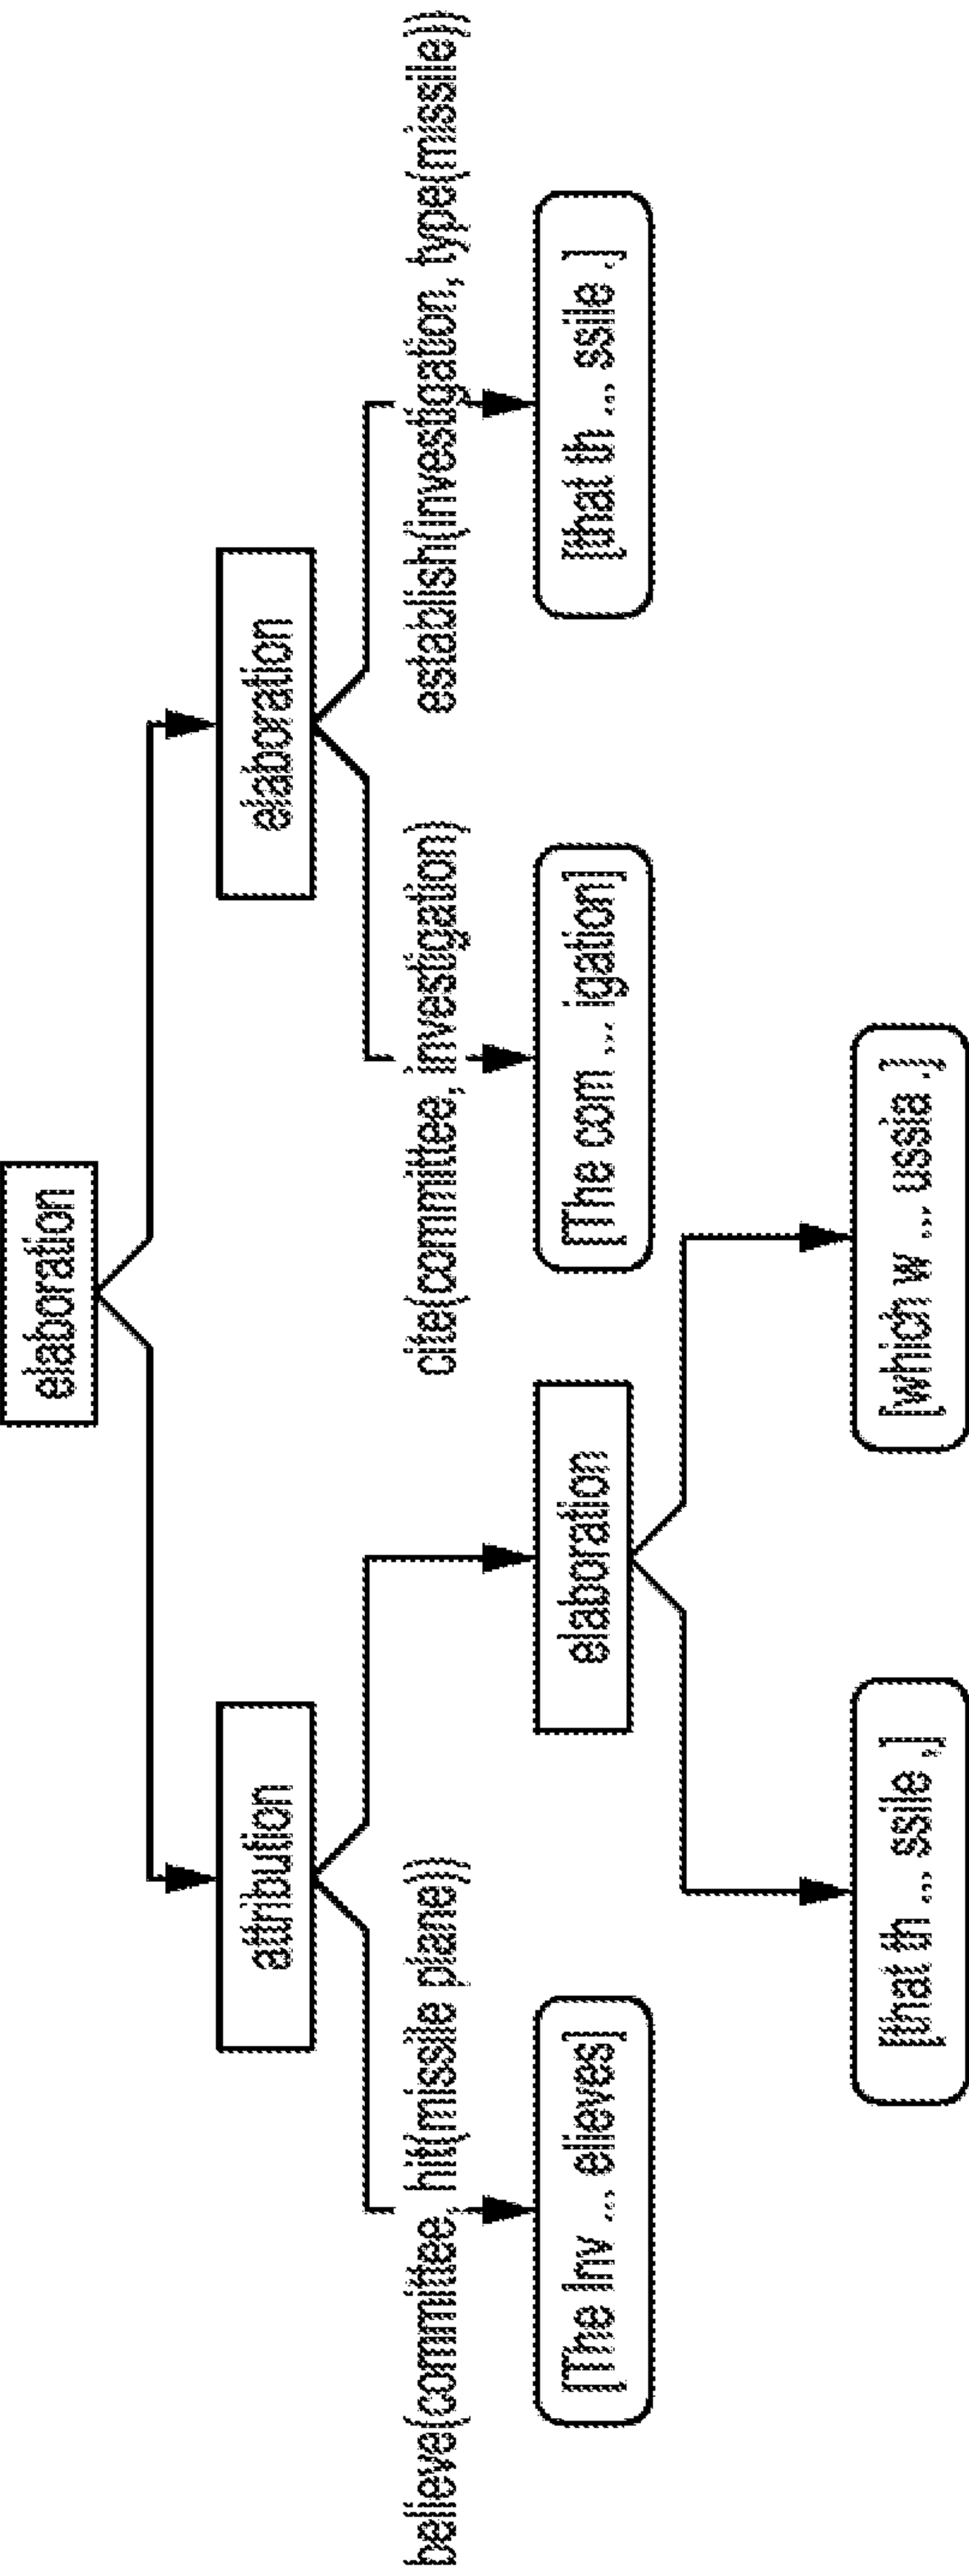 elaboration
attribution
elaboration
believe(committee, hit(missile plane))
cite(committee, investigation)
establish(investigation, type(missile))
[The Inv ... elieves]
elaboration
[The com ... igation]
[that th ... ssile .]
[that th ... ssile ,]
[which w ... ussia .]